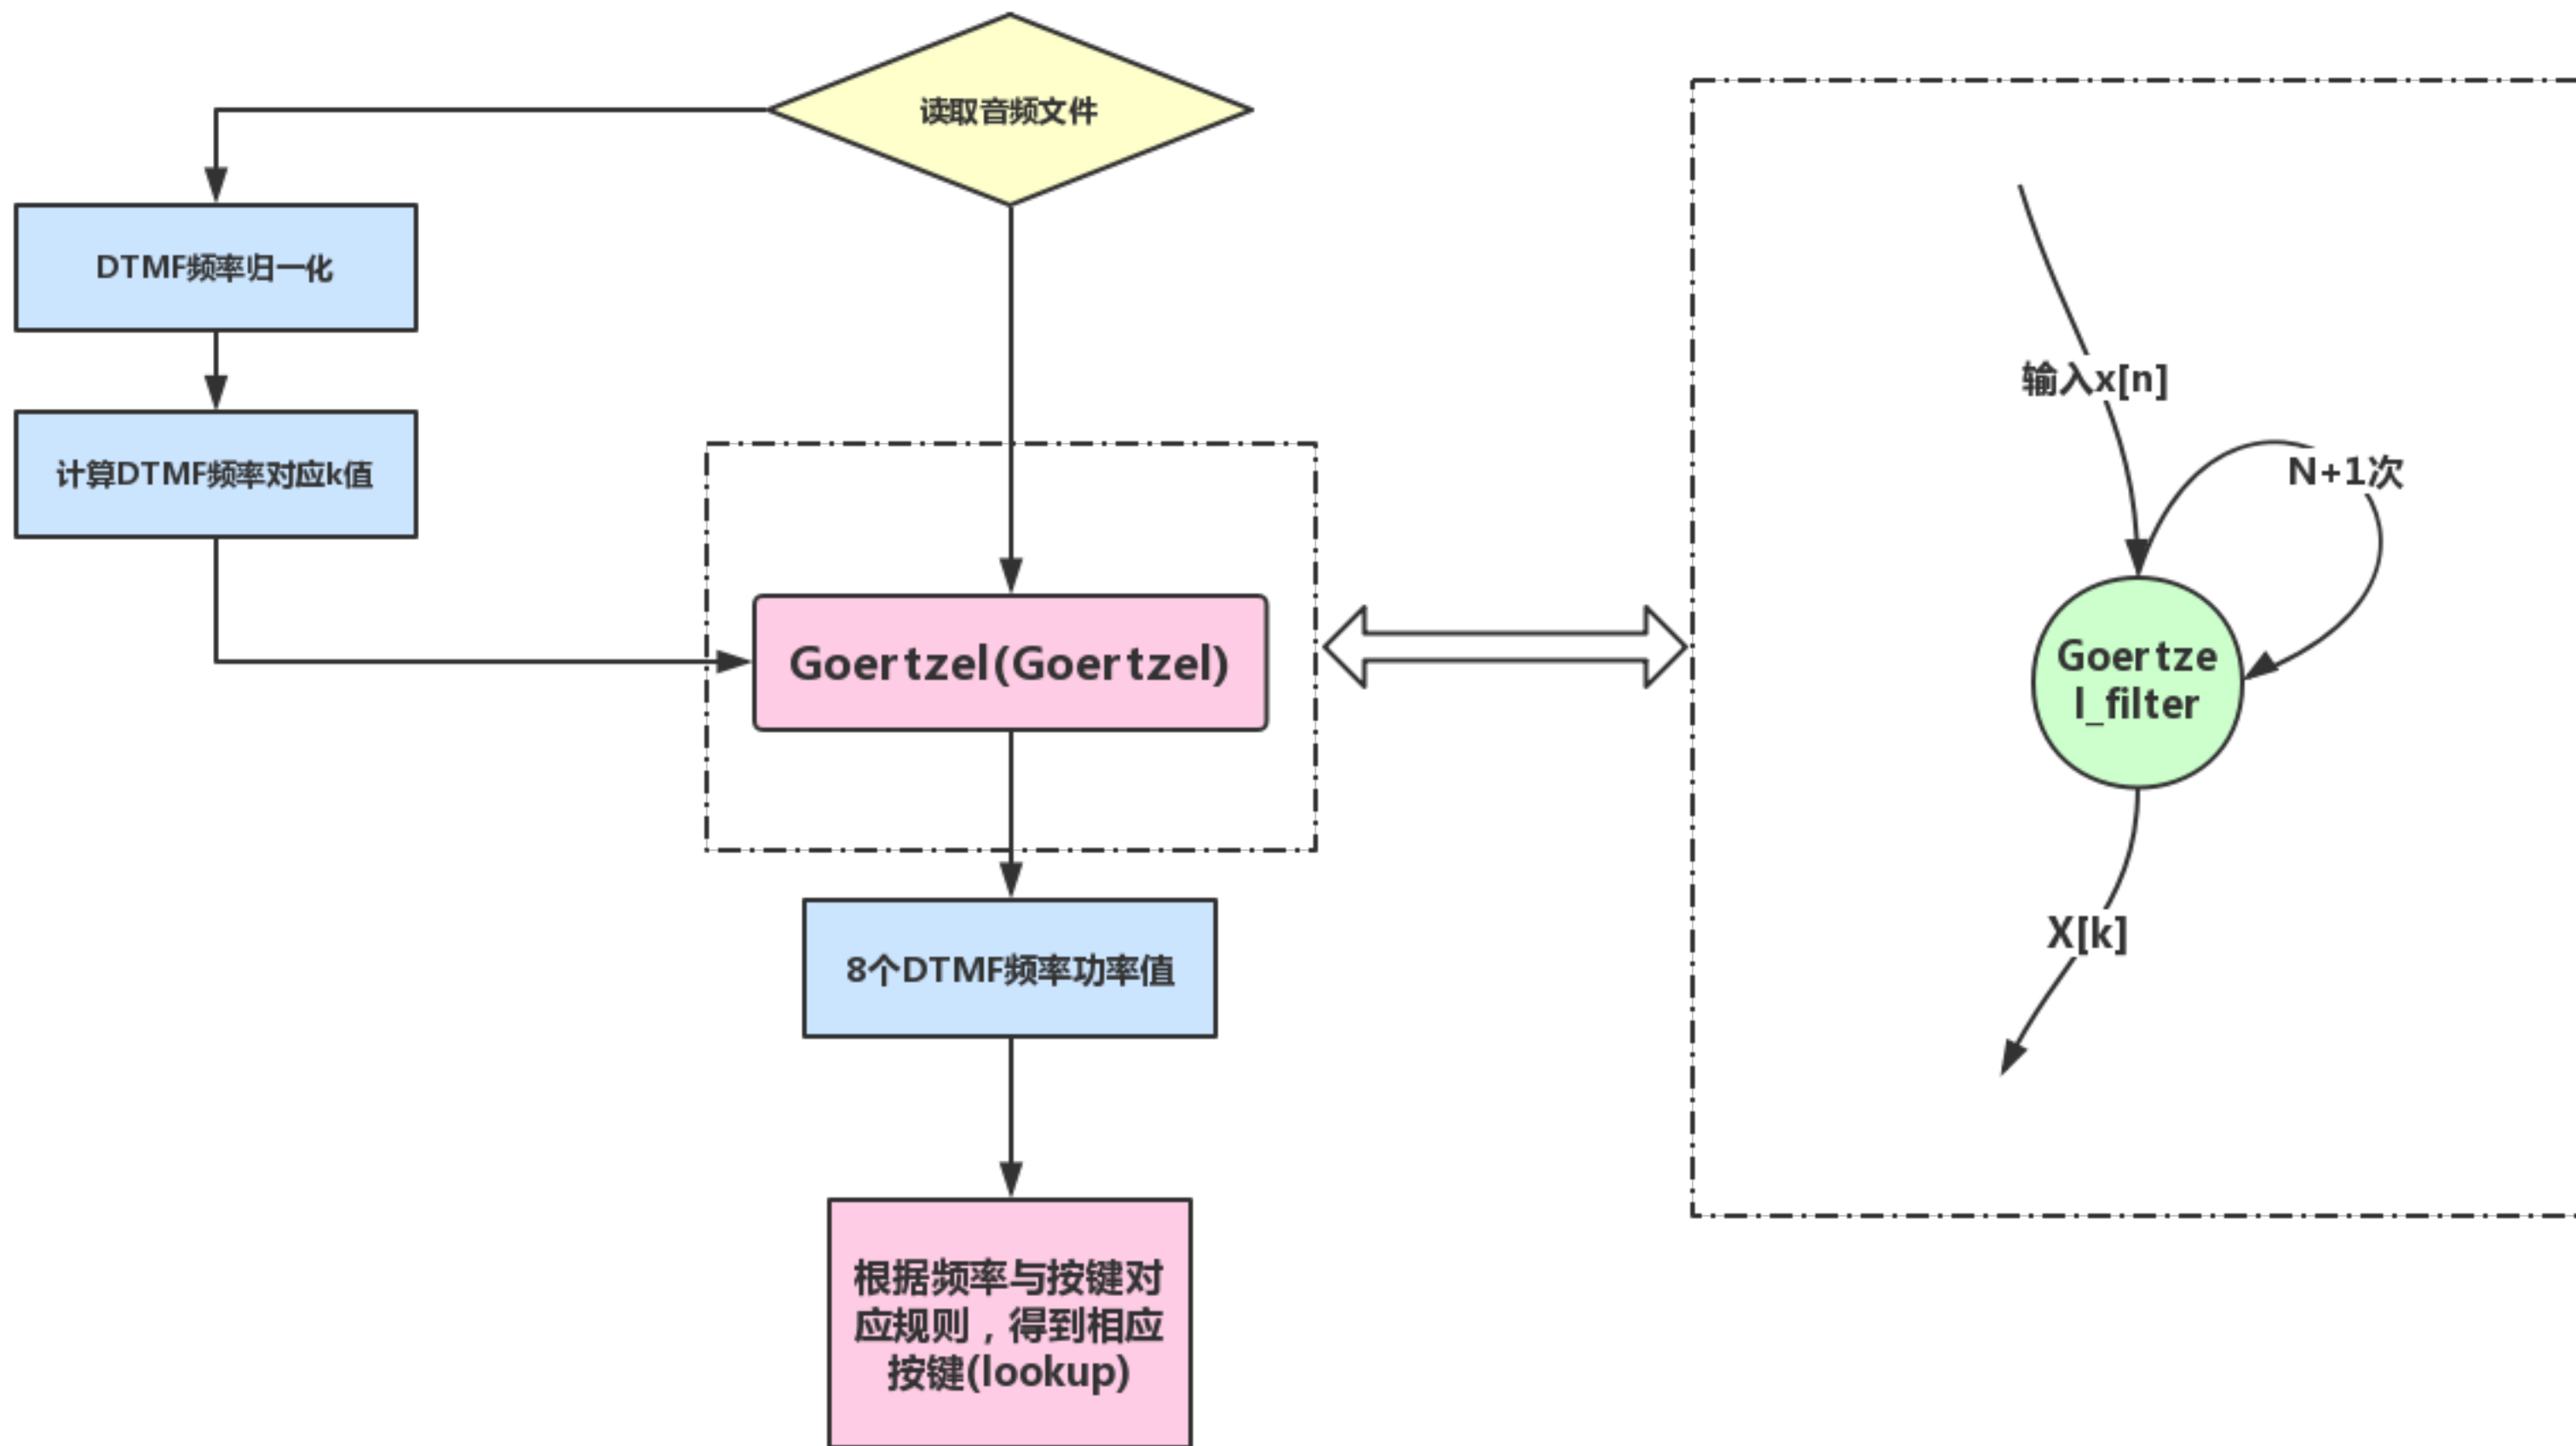 读取音频文件
DTMF频率归一化
计算DTMF频率对应k值
Goertzel(Goertzel)
8个DTMF频率功率值
根据频率与按键对
应规则，得到相应
按键(lookup)
输入x[n]
N+1次
Goertze
l_filter
X[k]